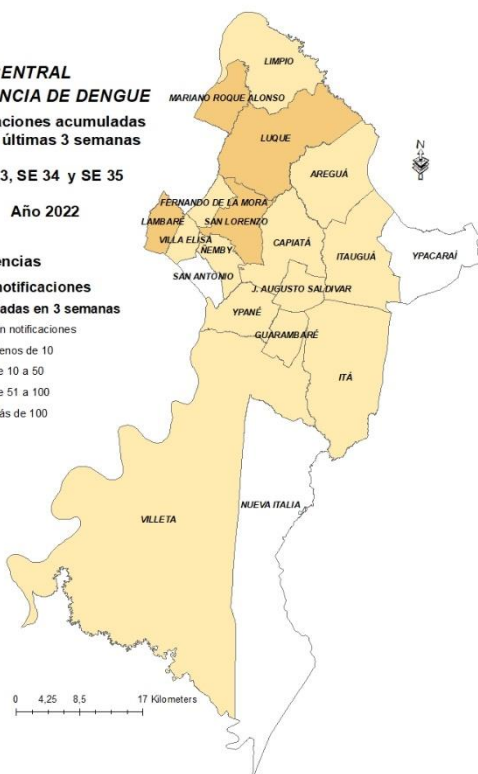 ENTRAL
NCIA DE DENGUE
aciones acumuladas
últimas 3 semanas
3, SE 34 y SE 35
Año 2022
encias
notificaciones
adas en 3 semanas
n notificaciones
enos de 10
e 10 a 50
e 51 a 100
ás de 100
LIMPIO
MARIANO ROQUE ALONSO
LUQUE
N
AREGUÁ
FERNANDO DE LA MORA
LAMBARÉ
SAN LORENZO
VILLA ELISA
CAPIATÁ
ÑEMBY
ITAUGUÁ
YPACARAÍ
SAN ANTONIO
J. AUGUSTO SALDIVAR
YPANÉ
GUARAMBARÉ
ITÁ
NUEVA ITALIA
VILLETA
0 4,25 8,5 17 Kilometers